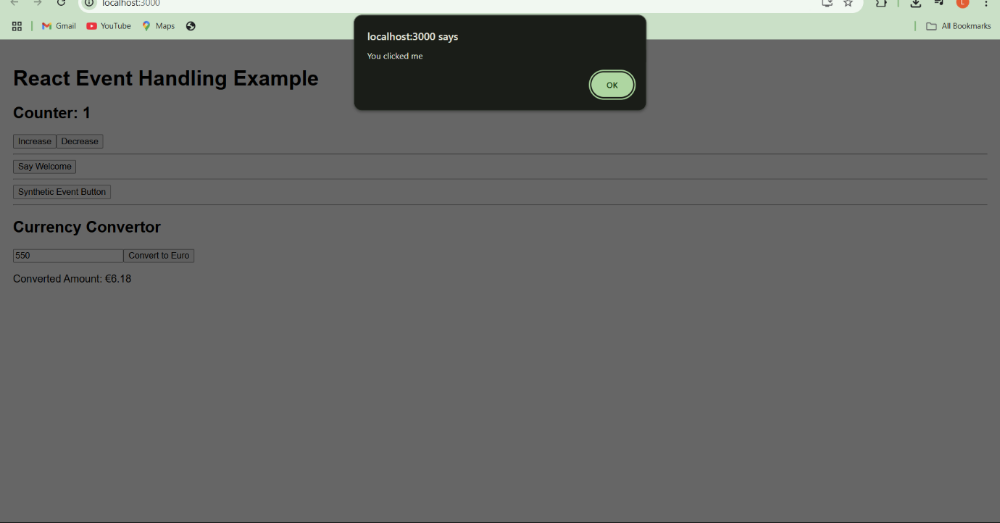 localhost:3000
L
Gmail YouTube Maps All Bookmarks
localhost:3000 says
You clicked me
OK
React Event Handling Example
Counter: 1
Increase Decrease
Say Welcome
Synthetic Event Button
Currency Convertor
550 Convert to Euro
Converted Amount: €6.18